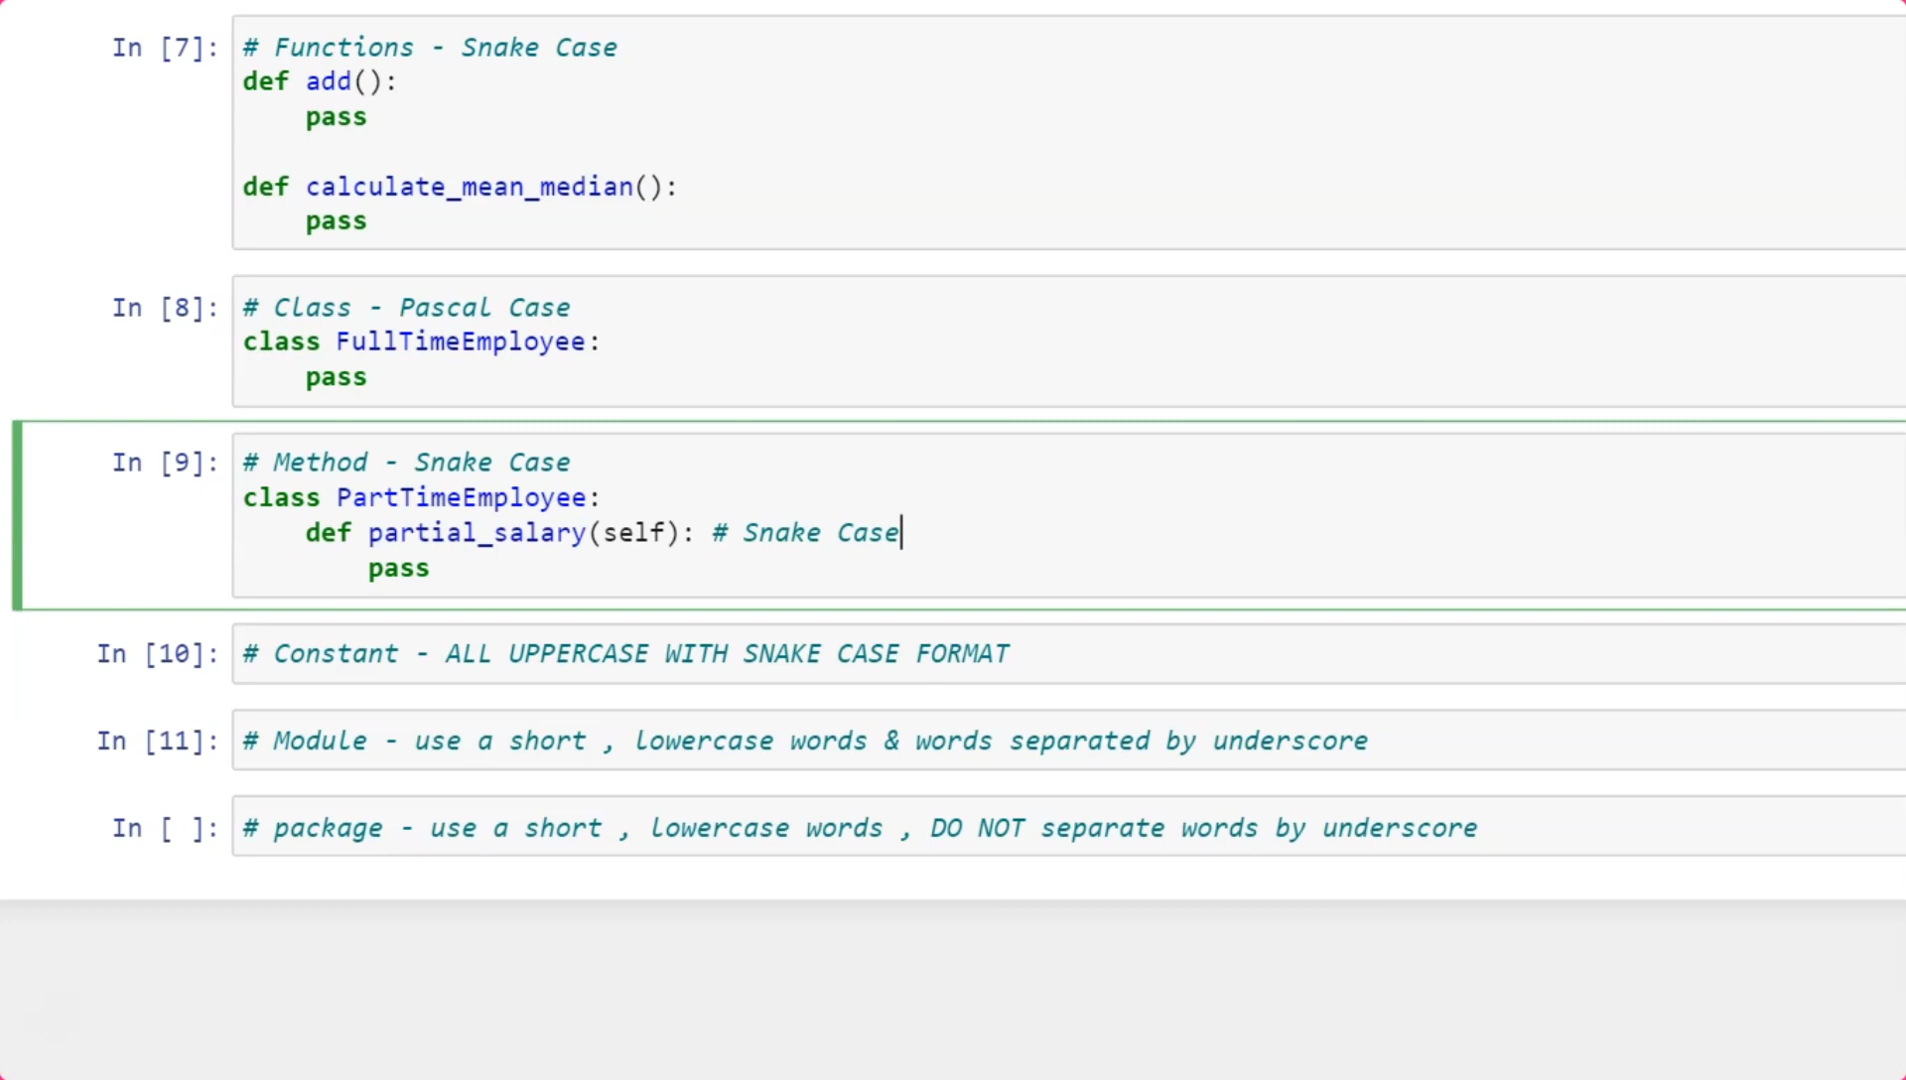 In [7]: # Functions - Snake Case
def add():
    pass
def calculate_mean_median():
    pass
In [8]: # Class - Pascal Case
class FullTimeEmployee:
    pass
In [9]: # Method - Snake Case
class PartTimeEmployee:
    def partial_salary(self): # Snake Case
        pass
In [10]: # Constant - ALL UPPERCASE WITH SNAKE CASE FORMAT
In [11]: # Module - use a short , lowercase words & words separated by underscore
In [ ]: # package - use a short , lowercase words , DO NOT separate words by underscore